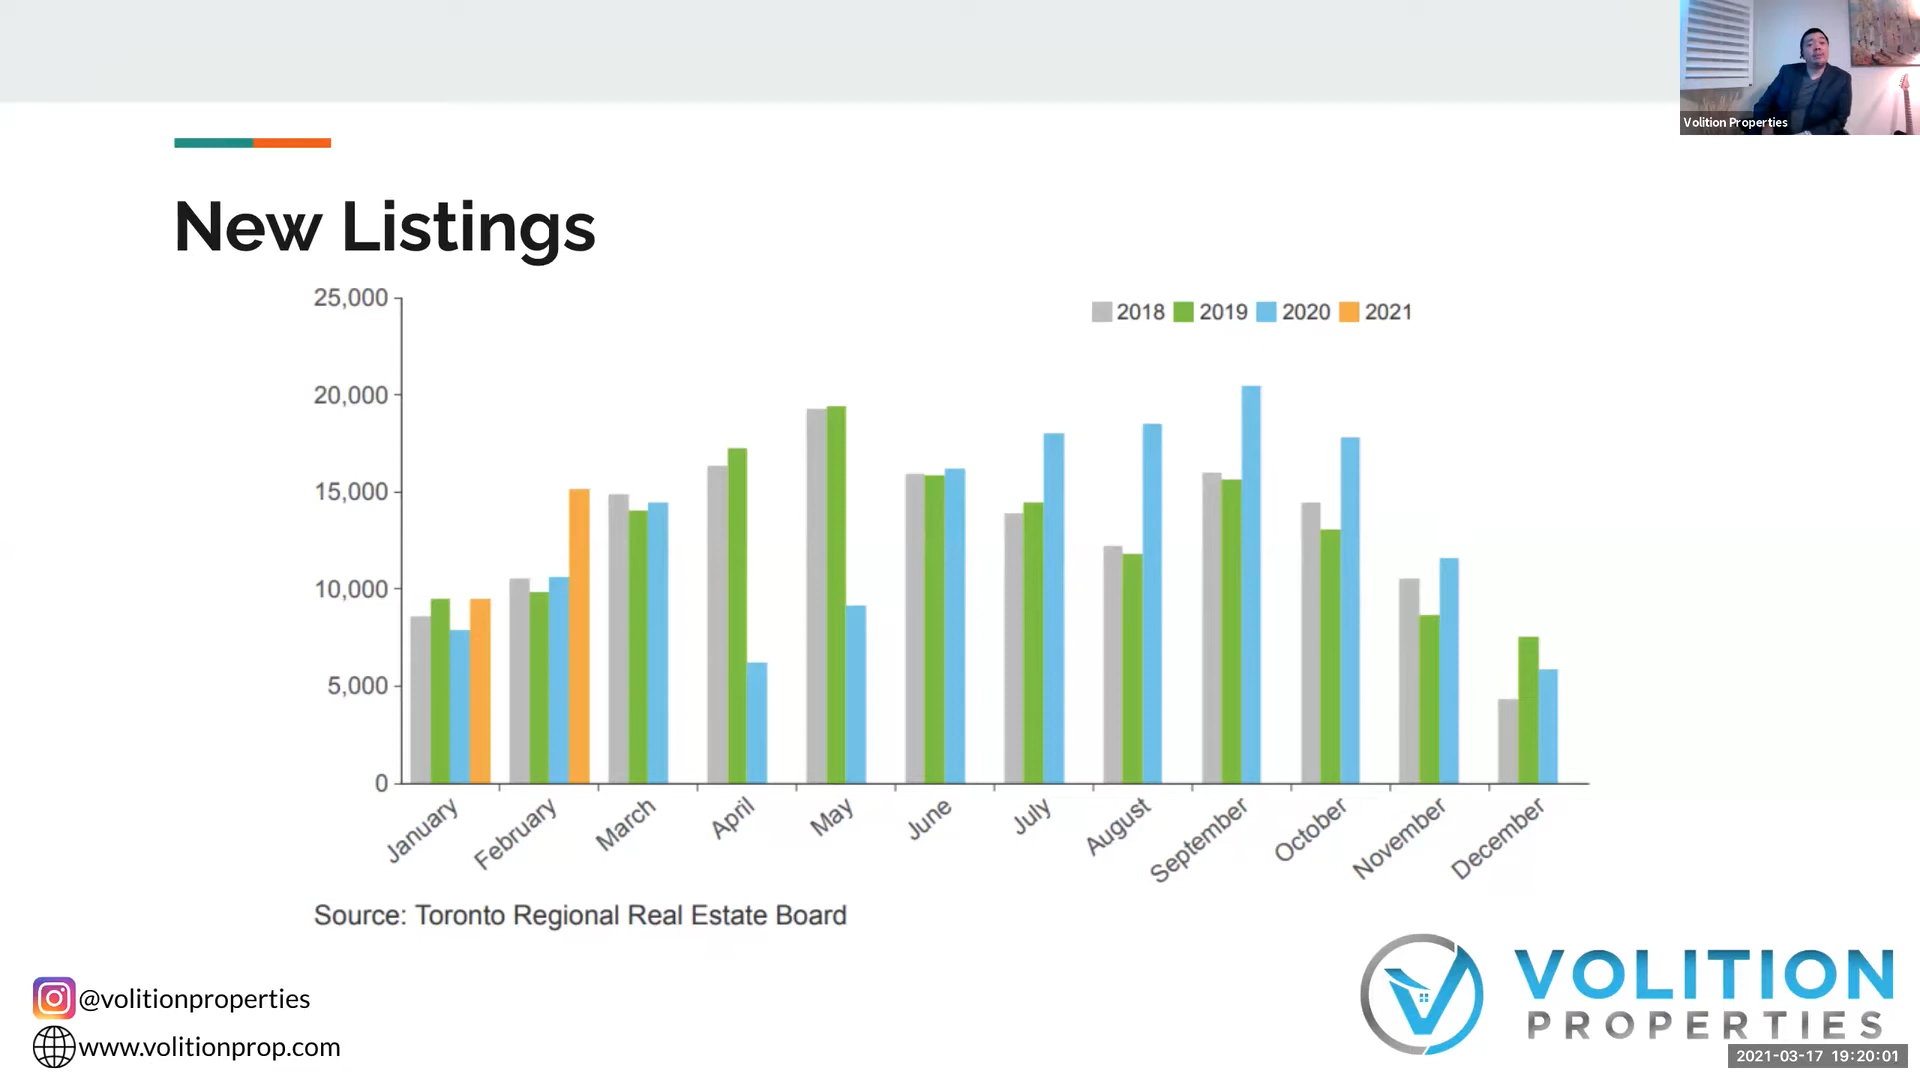 Volition Properties
New Listings
25,000
20,000
15,000
10,000
5,000
0
2018 2019 2020 2021
January February March April May June July August September October November December
Source: Toronto Regional Real Estate Board
@volitionproperties
www.volitionprop.com
VOLITION
PROPERTIES
2021-03-17 19:20:01